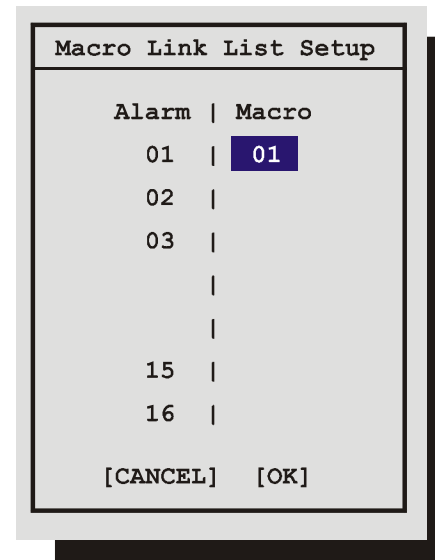 Macro Link List Setup
Alarm | Macro
01 | 01
02 |
03 |
|
|
15 |
16 |
[CANCEL] [OK]